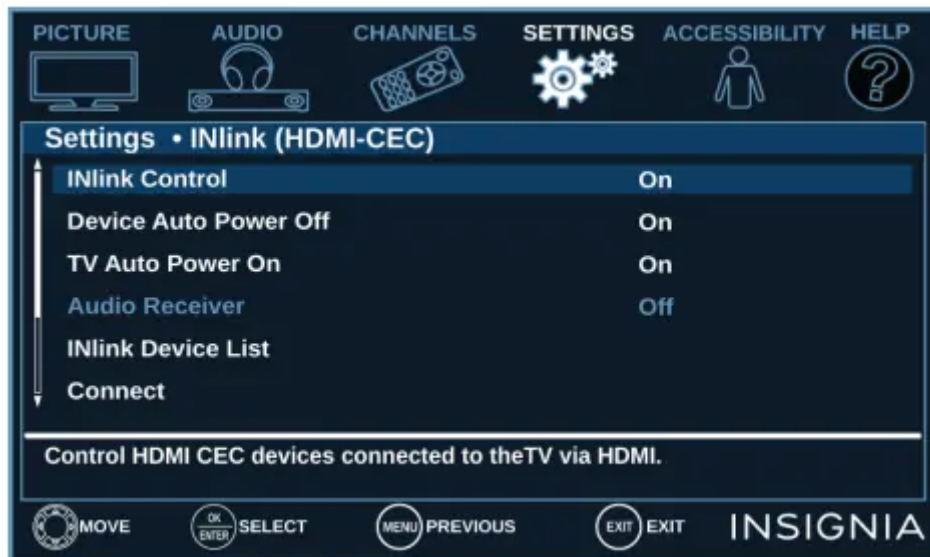 PICTURE AUDIO CHANNELS SETTINGS ACCESSIBILITY HELP
?
Settings • INlink (HDMI-CEC)
INlink Control On
Device Auto Power Off On
TV Auto Power On On
Audio Receiver Off
INlink Device List
Connect
Control HDMI CEC devices connected to theTV via HDMI.
MOVE OK ENTER SELECT MENU PREVIOUS EXIT EXIT INSIGNIA